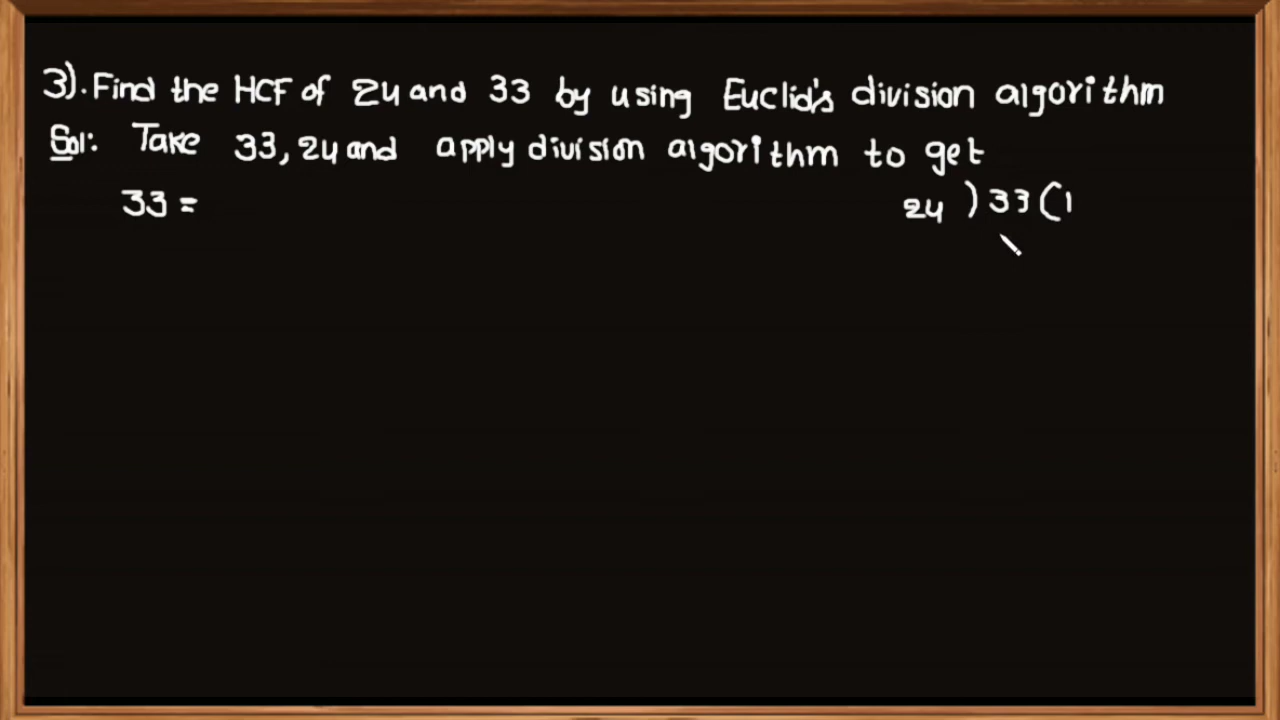 3). Find the HCF of 24 and 33 by using Euclid's division algorithm
Sol: Take 33, 24 and apply division algorithm to get
33 = 24 ) 33 ( 1